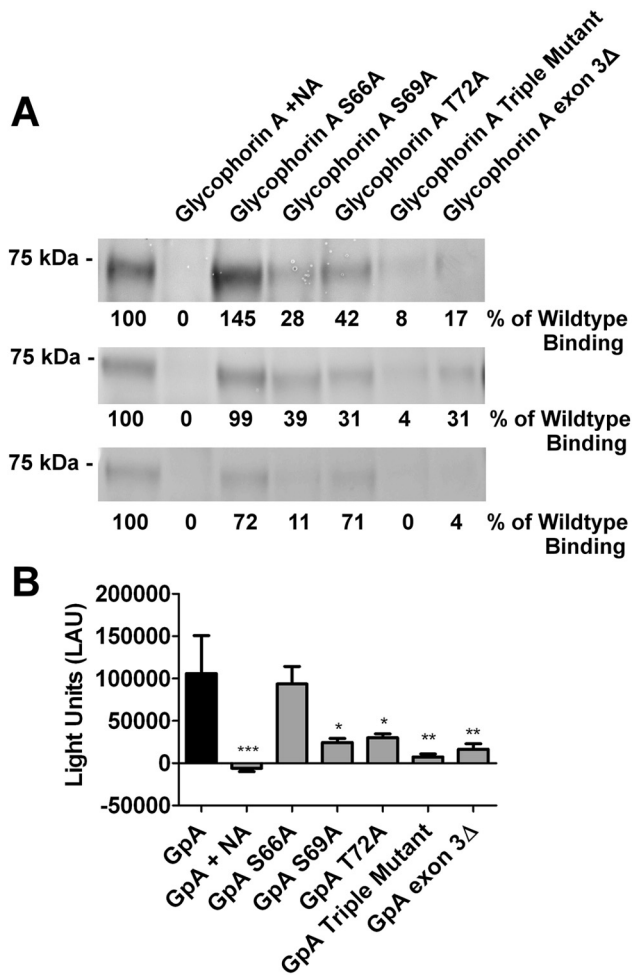 A
Glycophorin A +NA
Glycophorin A S66A
Glycophorin A S69A
Glycophorin A T72A
Glycophorin A Triple Mutant
Glycophorin A exon 3Δ
75 kDa -
100 0 145 28 42 8 17 % of Wildtype
Binding
75 kDa -
100 0 99 39 31 4 31 % of Wildtype
Binding
75 kDa -
100 0 72 11 71 0 4 % of Wildtype
Binding
B
Light Units (LAU)
200000
150000
100000
50000
0
-50000
***
*
*
**
**
GpA
GpA + NA
GpA S66A
GpA S69A
GpA T72A
GpA Triple Mutant
GpA exon 3Δ